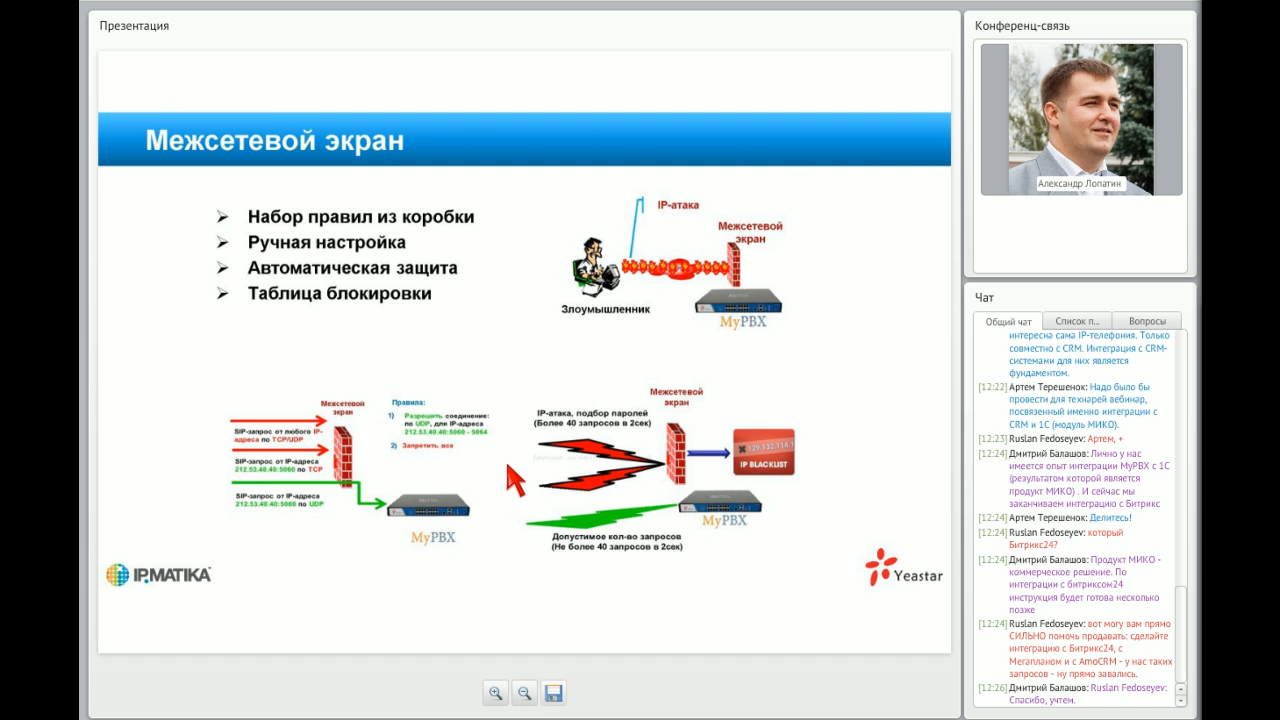 Презентация
Межсетевой экран
Набор правил из коробки
Ручная настройка
Автоматическая защита
Таблица блокировки
IP-атака
Межсетевой
экран
Злоумышленник
MyPBX
Межсетевой
экран
SIP-запрос от любого IP-
адреса по TCP/UDP
SIP-запрос от IP-адреса
212.53.40.40:5060 по TCP
SIP-запрос от IP-адреса
212.53.40.40:5060 по UDP
MyPBX
Правила:
1) Разрешить соединение:
по UDP, для IP-адреса
212.53.40.40:5060 - 5064
2) Запретить все
IP-атака, подбор паролей
(Более 40 запросов в 2сек)
Межсетевой
экран
IP BLACKLIST
MyPBX
Допустимое кол-во запросов
(Не более 40 запросов в 2сек)
IP.MATIKA
Yeastar
Конференц-связь
Александр Лопатин
Чат
Общий чат
Список п...
Вопросы
интересна сама IP-телефония. Только
совместно с CRM. Интеграция с CRM-
системами для них является
фундаментом.
[12:22] Артем Терешенок: Надо было бы
провести для технарей вебинар,
посвязенный именно интеграции с
CRM и 1С (модуль МИКО).
[12:23] Ruslan Fedoseyev: Артем, +
[12:24] Дмитрий Балашов: Лично у нас
имеется опыт интеграции MyPBX с 1С
(результатом которой является
продукт МИКО) . И сейчас мы
заканчиваем интеграцию с Битрикс
[12:24] Артем Терешенок: Делитесь!
[12:24] Ruslan Fedoseyev: который
Битрикс24?
[12:24] Дмитрий Балашов: Продукт МИКО -
коммерческое решение. По
интеграции с битриксом24
инструкция будет готова несколько
позже
[12:24] Ruslan Fedoseyev: вот могу вам прямо
СИЛЬНО помочь продавать: сделайте
интеграцию с Битрикс24, с
Мегапланом и с AmoCRM - у нас таких
запросов - ну прямо завались.
[12:26] Дмитрий Балашов: Ruslan Fedoseyev:
Спасибо, учтем.